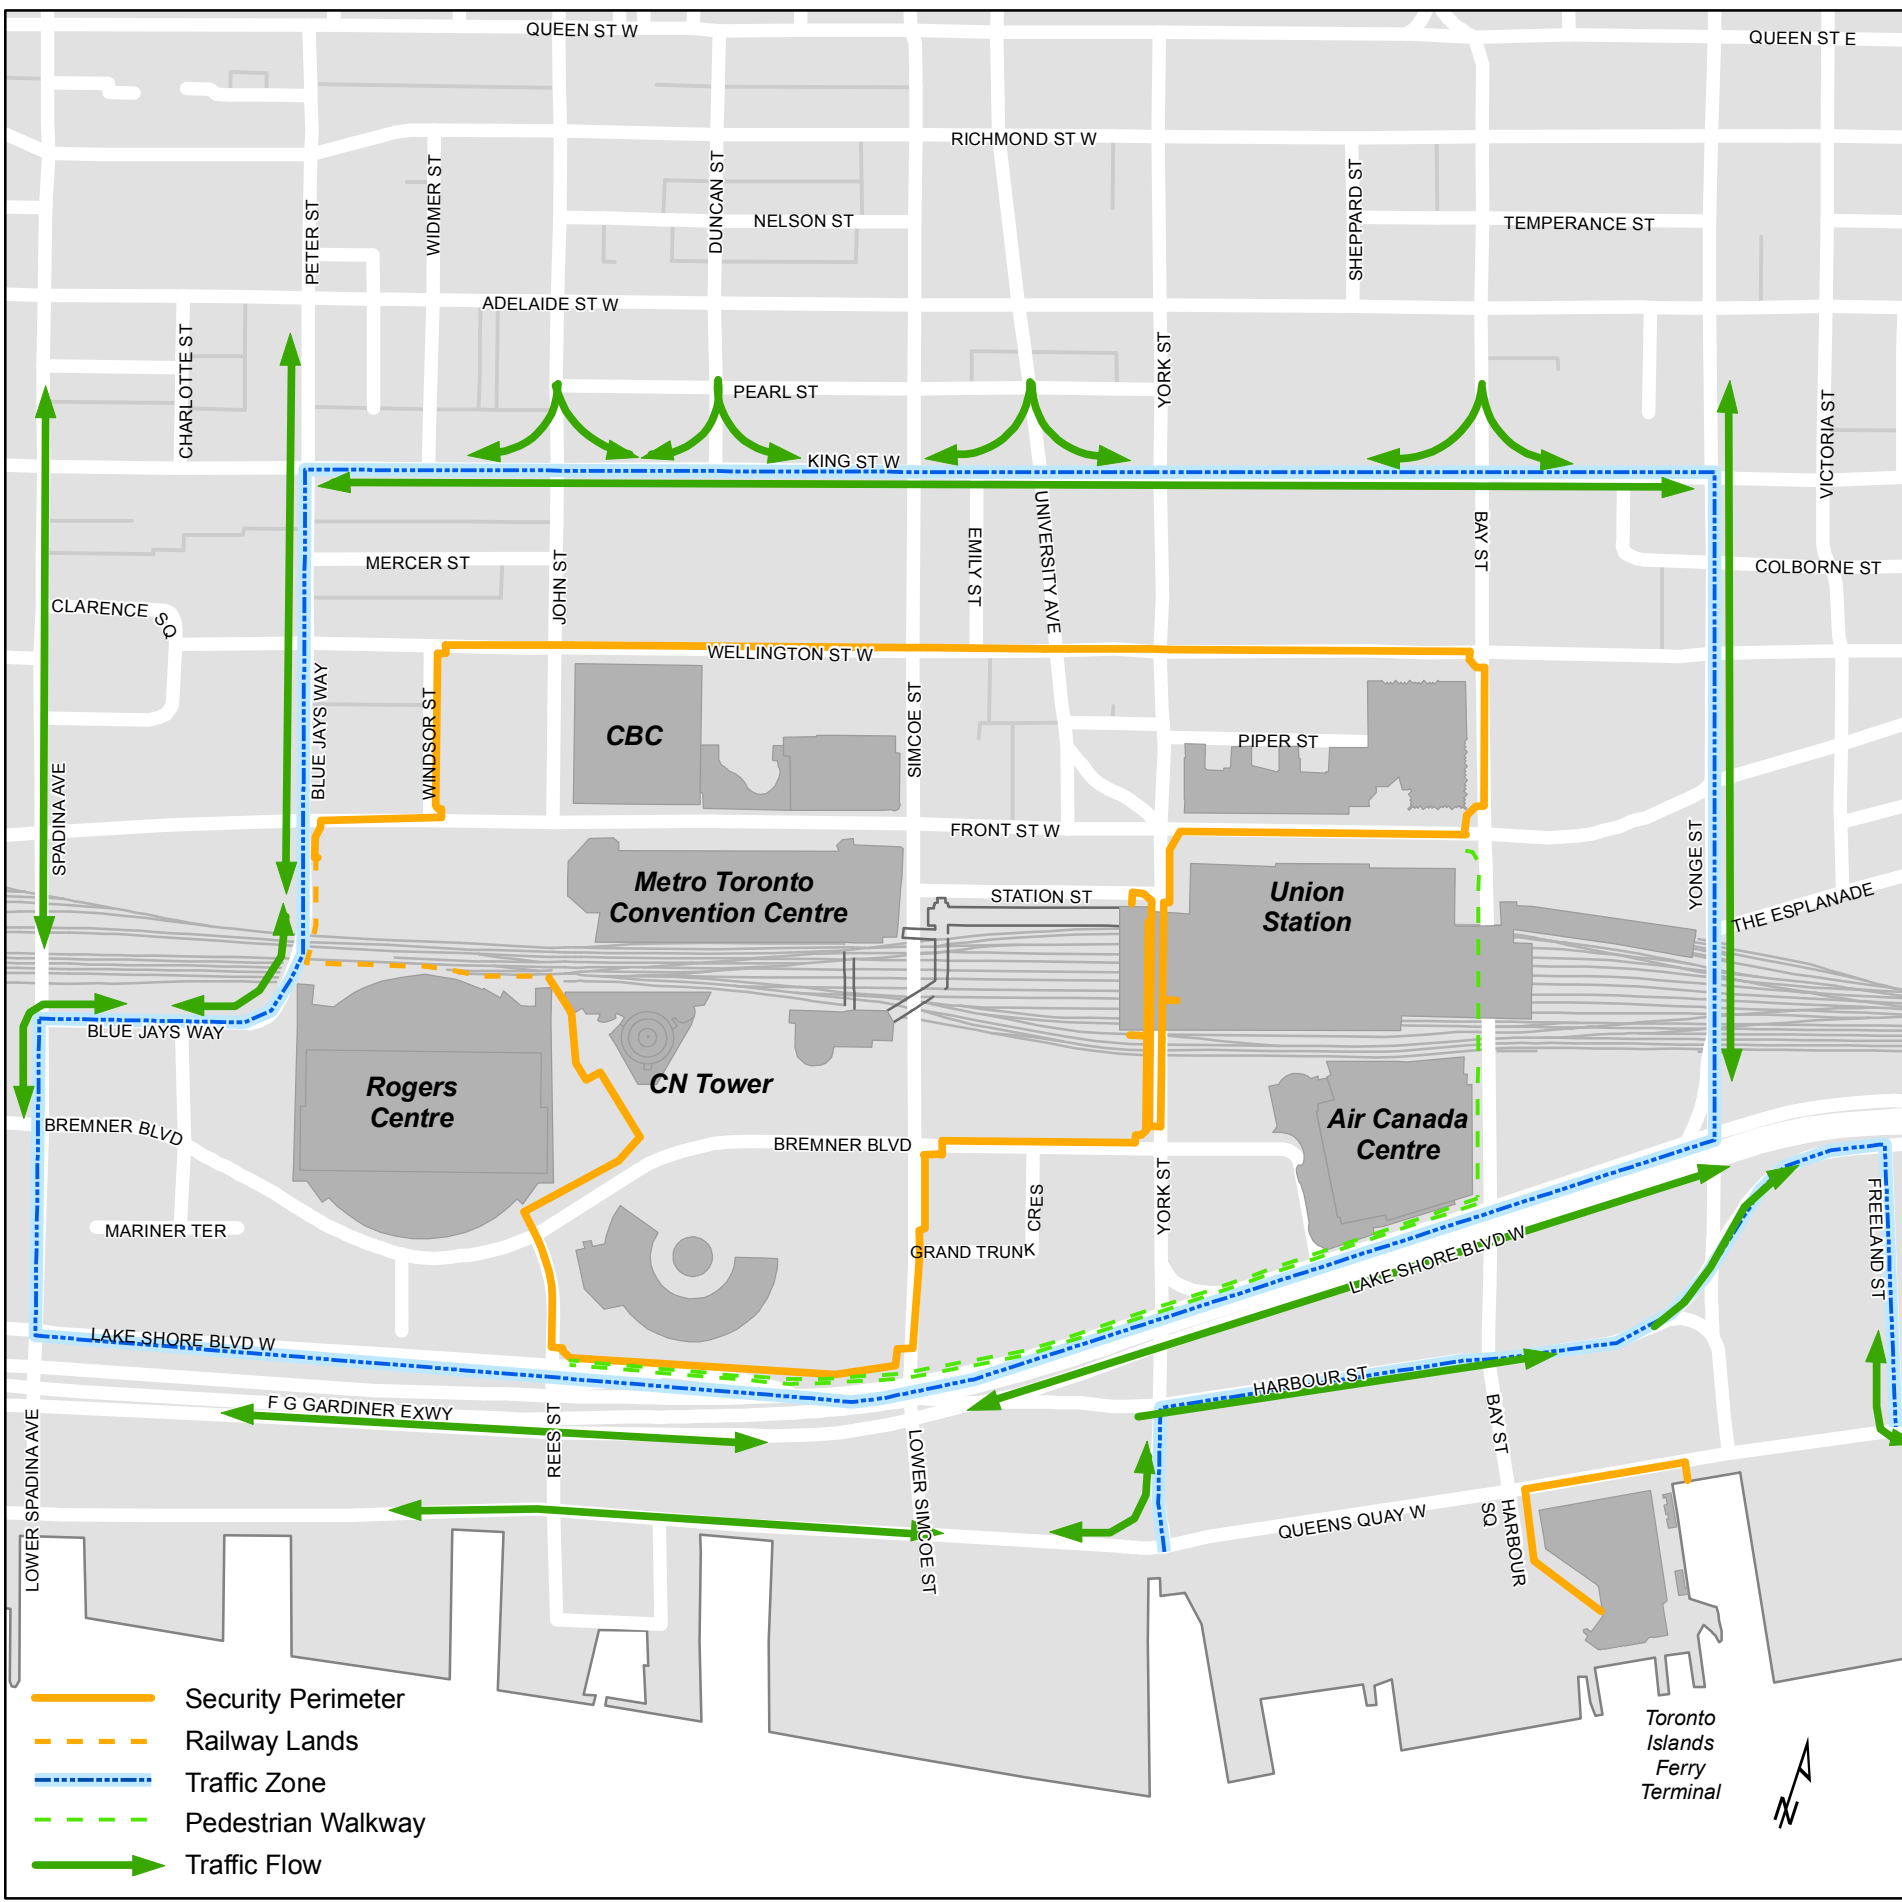 QUEEN ST W
QUEEN ST E
RICHMOND ST W
WIDMER ST
DUNCAN ST
SHEPPARD ST
PETER ST
NELSON ST
TEMPERANCE ST
ADELAIDE ST W
CHARLOTTE ST
YORK ST
PEARL ST
VICTORIA ST
KING ST W
UNIVERSITY AVE
BAY ST
EMILY ST
MERCER ST
JOHN ST
COLBORNE ST
CLARENCE SQ
WELLINGTON ST W
BLUE JAYS WAY
WINDSOR ST
SIMCOE ST
CBC
PIPER ST
SPADINA AVE
FRONT ST W
YONGE ST
Metro Toronto
Convention Centre
STATION ST
Union
Station
THE ESPLANADE
BLUE JAYS WAY
Rogers
Centre
CN Tower
Air Canada
Centre
BREMNER BLVD
BREMNER BLVD
MARINER TER
CRES
GRAND TRUNK
YORK ST
FREELAND ST
LAKE SHORE BLVD W
LAKE SHORE BLVD W
HARBOUR ST
F G GARDINER EXWY
REES ST
LOWER SPADINA AVE
LOWER SIMCOE ST
BAY ST
QUEENS QUAY W
HARBOUR
SQ
Security Perimeter
Railway Lands
Traffic Zone
Pedestrian Walkway
Traffic Flow
Toronto
Islands
Ferry
Terminal
N